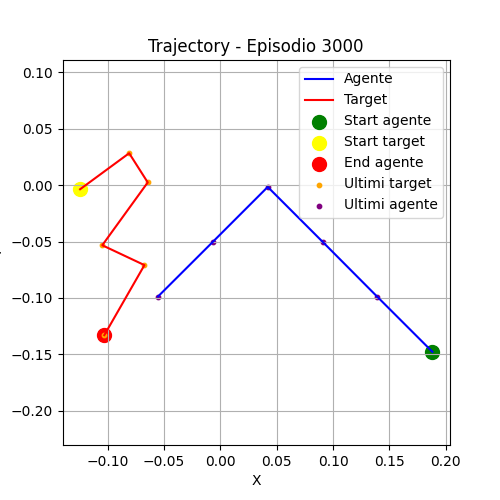 Trajectory - Episodio 3000
Agente
Target
Start agente
Start target
End agente
Ultimi target
Ultimi agente
0.10
0.05
0.00
−0.05
−0.10
−0.15
−0.20
−0.10
−0.05
0.00
0.05
0.10
0.15
0.20
X